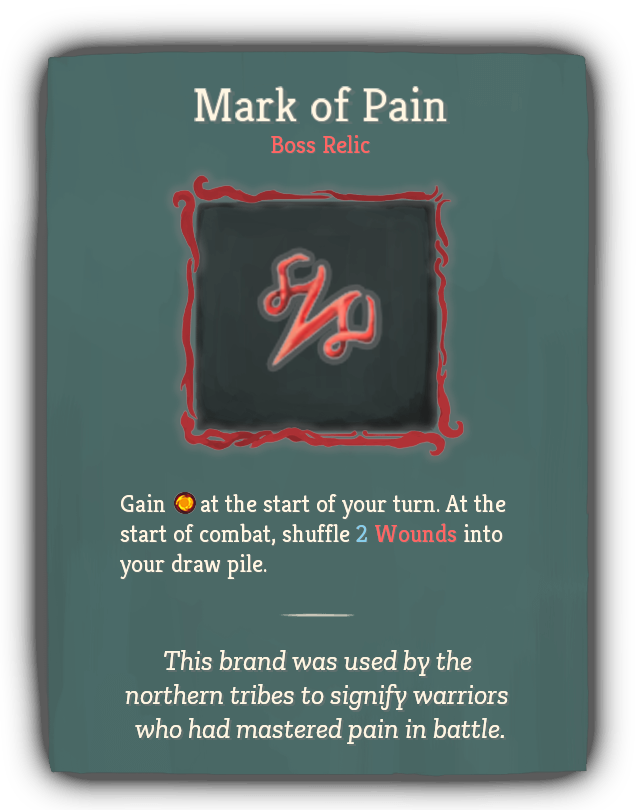 Mark of Pain
Boss Relic
Gain at the start of your turn. At the
start of combat, shuffle 2 Wounds into
your draw pile.
This brand was used by the
northern tribes to signify warriors
who had mastered pain in battle.